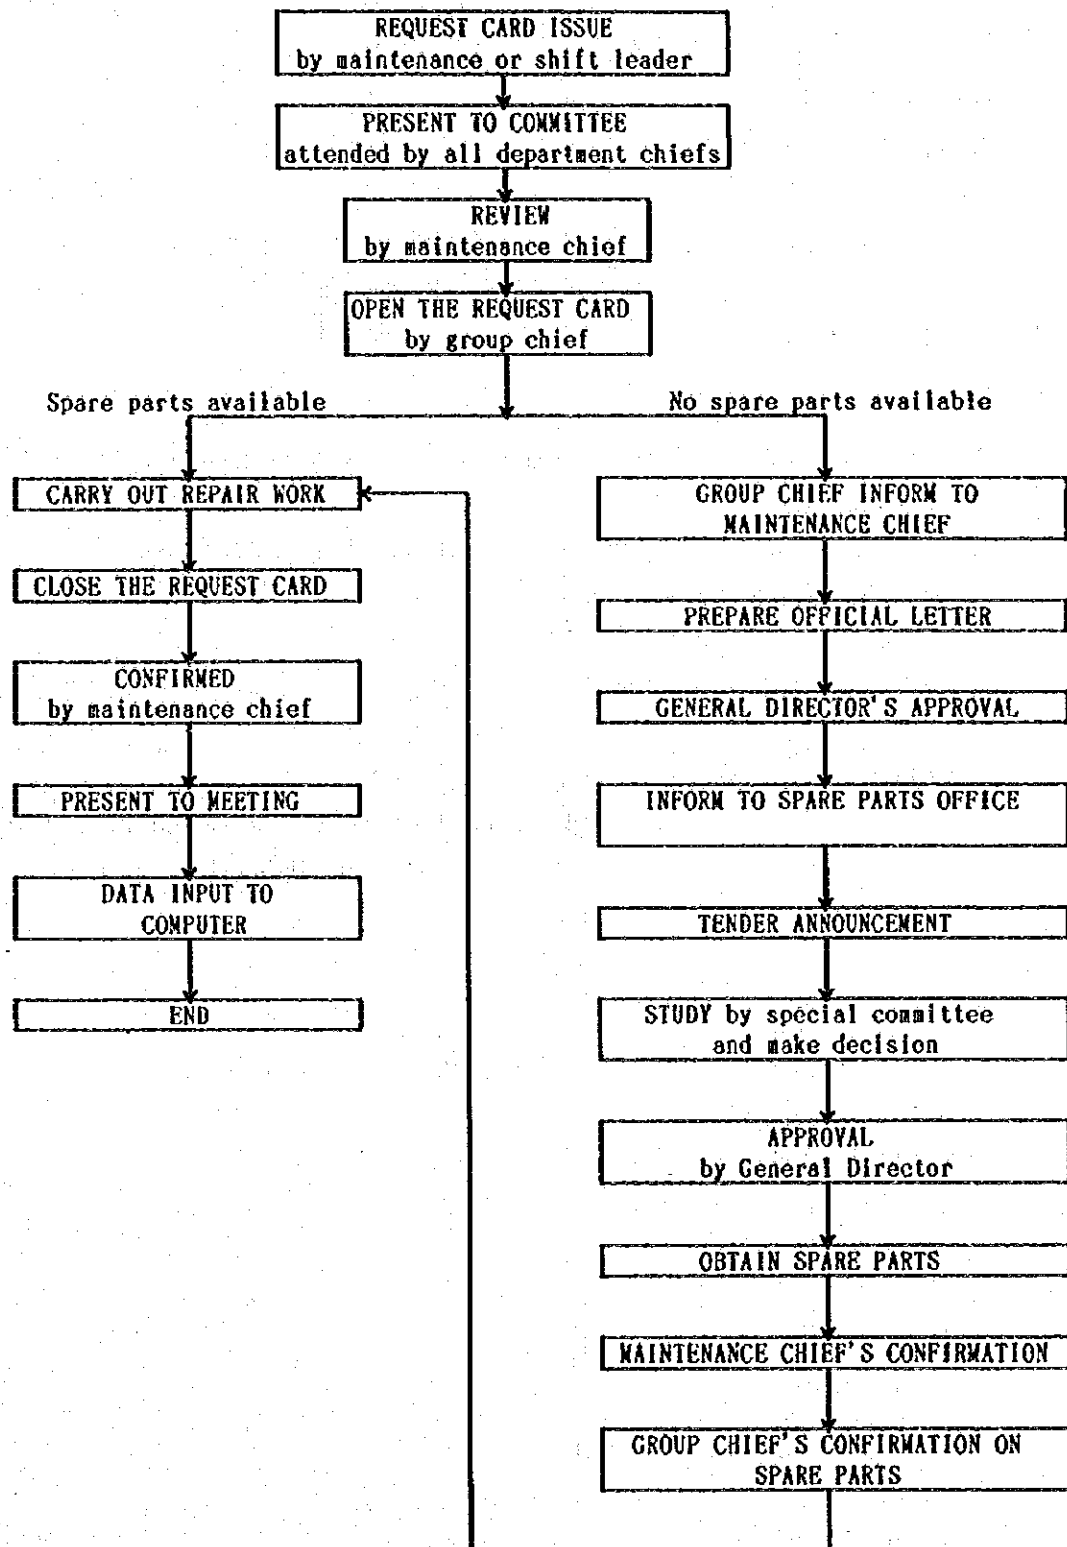 REQUEST CARD ISSUE
by maintenance or shift leader
PRESENT TO COMMITTEE
attended by all department chiefs
REVIEW
by maintenance chief
OPEN THE REQUEST CARD
by group chief
Spare parts available
No spare parts available
CARRY OUT REPAIR WORK
CLOSE THE REQUEST CARD
CONFIRMED
by maintenance chief
PRESENT TO MEETING
DATA INPUT TO
COMPUTER
END
GROUP CHIEF INFORM TO
MAINTENANCE CHIEF
PREPARE OFFICIAL LETTER
GENERAL DIRECTOR'S APPROVAL
INFORM TO SPARE PARTS OFFICE
TENDER ANNOUNCEMENT
STUDY by special committee
and make decision
APPROVAL
by General Director
OBTAIN SPARE PARTS
MAINTENANCE CHIEF'S CONFIRMATION
GROUP CHIEF'S CONFIRMATION ON
SPARE PARTS